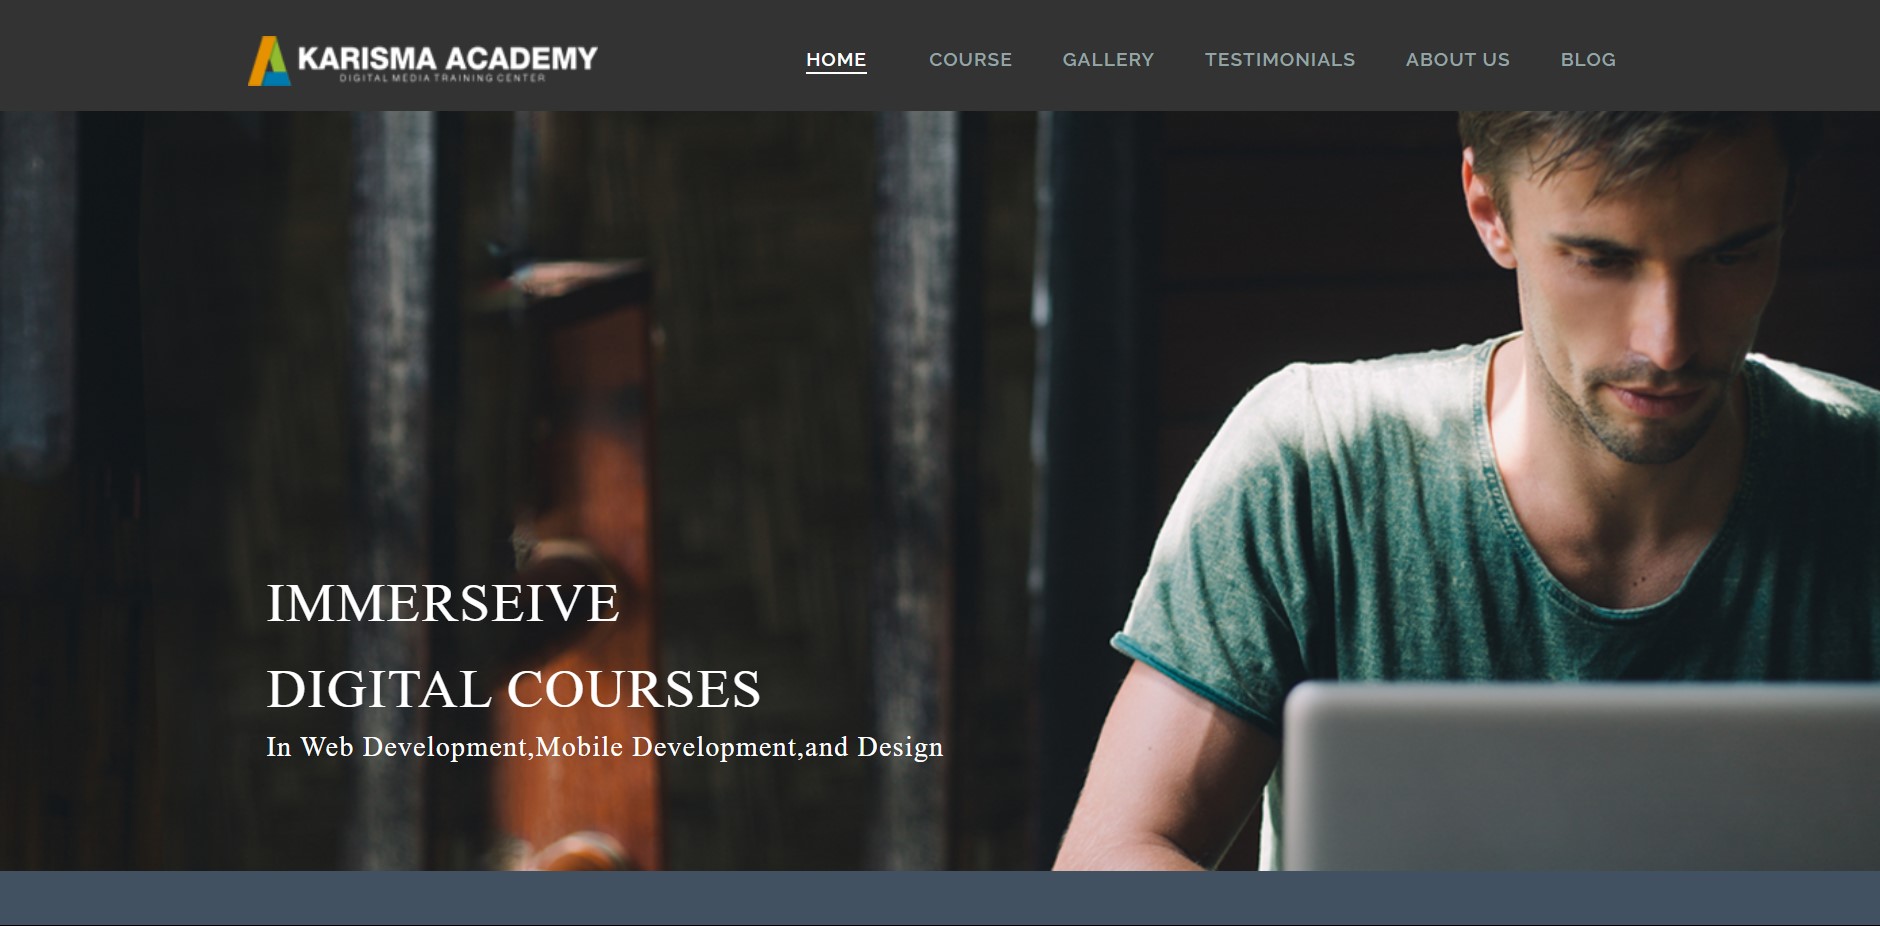 KARISMA ACADEMY
DIGITAL MEDIA TRAINING CENTER
HOME COURSE GALLERY TESTIMONIALS ABOUT US BLOG
IMMERSEIVE
DIGITAL COURSES
In Web Development,Mobile Development,and Design